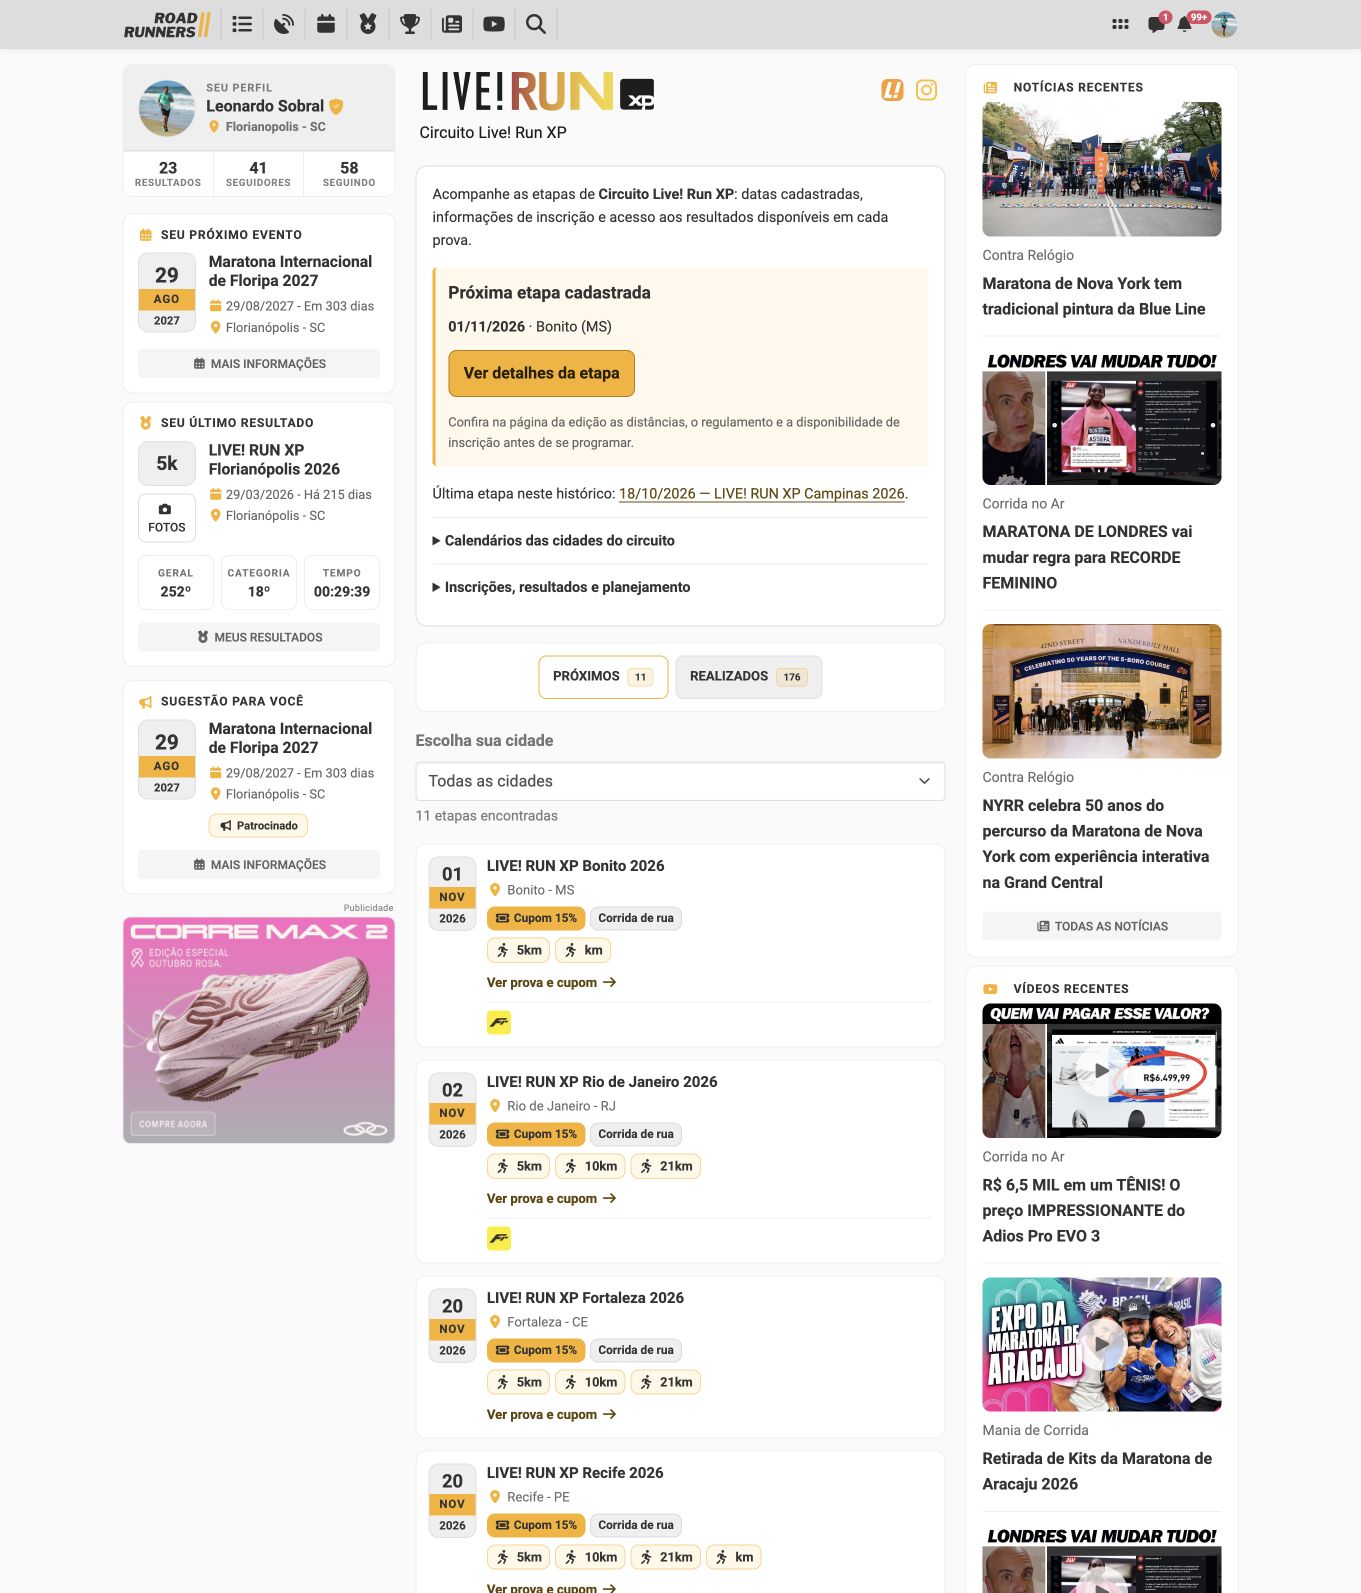 ROAD
RUNNERS
1
99+
SEU PERFIL
Leonardo Sobral
Florianopolis - SC
23
RESULTADOS
41
SEGUIDORES
58
SEGUINDO
SEU PRÓXIMO EVENTO
29
AGO
2027
Maratona Internacional
de Floripa 2027
29/08/2027 - Em 303 dias
Florianópolis - SC
MAIS INFORMAÇÕES
SEU ÚLTIMO RESULTADO
5k
FOTOS
LIVE! RUN XP
Florianópolis 2026
29/03/2026 - Há 215 dias
Florianópolis - SC
GERAL
252º
CATEGORIA
18º
TEMPO
00:29:39
MEUS RESULTADOS
SUGESTÃO PARA VOCÊ
29
AGO
2027
Maratona Internacional
de Floripa 2027
29/08/2027 - Em 303 dias
Florianópolis - SC
Patrocinado
MAIS INFORMAÇÕES
Publicidade
CORRE MAX 2
EDIÇÃO ESPECIAL
OUTUBRO ROSA.
COMPRE AGORA
LIVE! RUN XP
Circuito Live! Run XP
Acompanhe as etapas de Circuito Live! Run XP: datas cadastradas,
informações de inscrição e acesso aos resultados disponíveis em cada
prova.
Próxima etapa cadastrada
01/11/2026 · Bonito (MS)
Ver detalhes da etapa
Confira na página da edição as distâncias, o regulamento e a disponibilidade de
inscrição antes de se programar.
Última etapa neste histórico: 18/10/2026 — LIVE! RUN XP Campinas 2026.
Calendários das cidades do circuito
Inscrições, resultados e planejamento
PRÓXIMOS 11
REALIZADOS 176
Escolha sua cidade
Todas as cidades
11 etapas encontradas
01
NOV
2026
LIVE! RUN XP Bonito 2026
Bonito - MS
Cupom 15% Corrida de rua
5km km
Ver prova e cupom →
02
NOV
2026
LIVE! RUN XP Rio de Janeiro 2026
Rio de Janeiro - RJ
Cupom 15% Corrida de rua
5km 10km 21km
Ver prova e cupom →
20
NOV
2026
LIVE! RUN XP Fortaleza 2026
Fortaleza - CE
Cupom 15% Corrida de rua
5km 10km 21km
Ver prova e cupom →
20
NOV
2026
LIVE! RUN XP Recife 2026
Recife - PE
Cupom 15% Corrida de rua
5km 10km 21km km
Ver prova e cupom →
NOTÍCIAS RECENTES
Contra Relógio
Maratona de Nova York tem
tradicional pintura da Blue Line
LONDRES VAI MUDAR TUDO!
ASSEFA
Corrida no Ar
MARATONA DE LONDRES vai
mudar regra para RECORDE
FEMININO
42ND STREET VANDERBILT HALL
CELEBRATING 50 YEARS OF THE 5-BORO COURSE
Contra Relógio
NYRR celebra 50 anos do
percurso da Maratona de Nova
York com experiência interativa
na Grand Central
TODAS AS NOTÍCIAS
VÍDEOS RECENTES
QUEM VAI PAGAR ESSE VALOR?
R$6.499,99
Corrida no Ar
R$ 6,5 MIL em um TÊNIS! O
preço IMPRESSIONANTE do
Adios Pro EVO 3
EXPO DA
MARATONA DE
ARACAJU
BRASIL
Mania de Corrida
Retirada de Kits da Maratona de
Aracaju 2026
LONDRES VAI MUDAR TUDO!